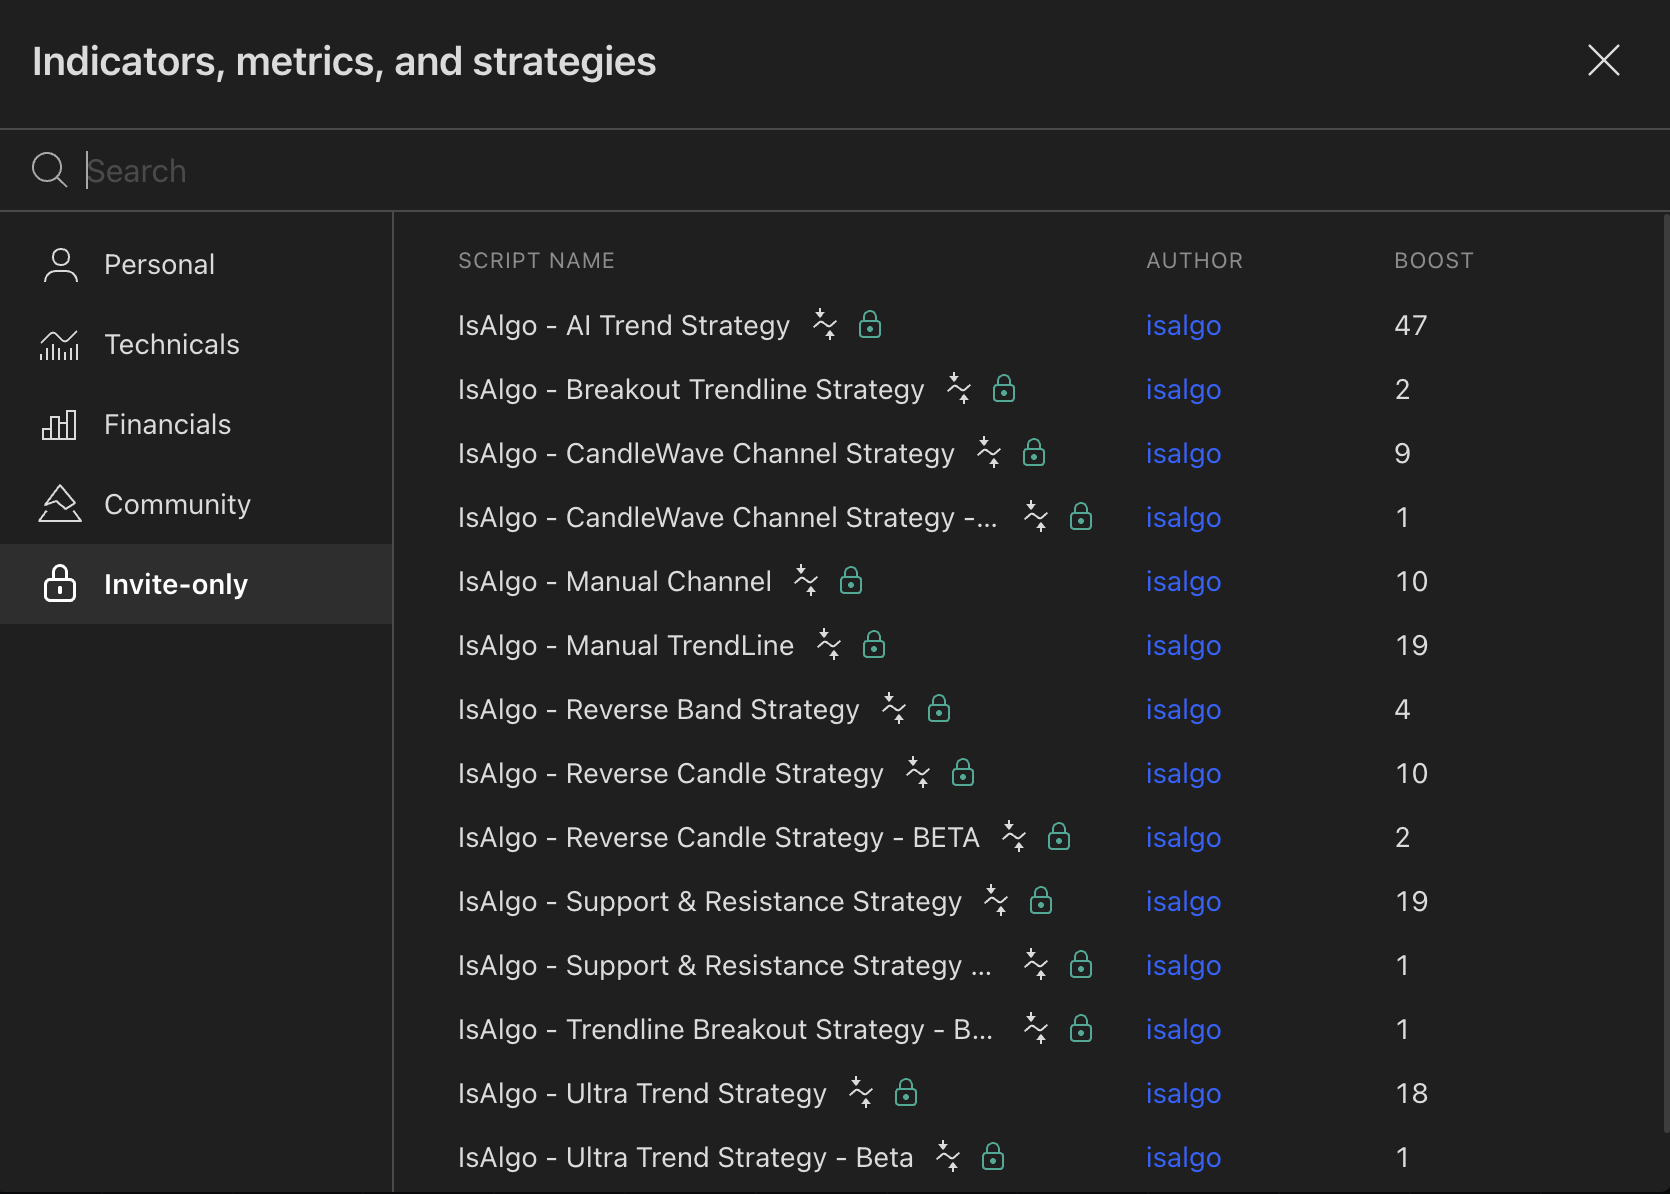 Indicators, metrics, and strategies
Search
Personal
Technicals
Financials
Community
Invite-only
SCRIPT NAME AUTHOR BOOST
IsAlgo - AI Trend Strategy isalgo 47
IsAlgo - Breakout Trendline Strategy isalgo 2
IsAlgo - CandleWave Channel Strategy isalgo 9
IsAlgo - CandleWave Channel Strategy -... isalgo 1
IsAlgo - Manual Channel isalgo 10
IsAlgo - Manual TrendLine isalgo 19
IsAlgo - Reverse Band Strategy isalgo 4
IsAlgo - Reverse Candle Strategy isalgo 10
IsAlgo - Reverse Candle Strategy - BETA isalgo 2
IsAlgo - Support & Resistance Strategy isalgo 19
IsAlgo - Support & Resistance Strategy ... isalgo 1
IsAlgo - Trendline Breakout Strategy - B... isalgo 1
IsAlgo - Ultra Trend Strategy isalgo 18
IsAlgo - Ultra Trend Strategy - Beta isalgo 1